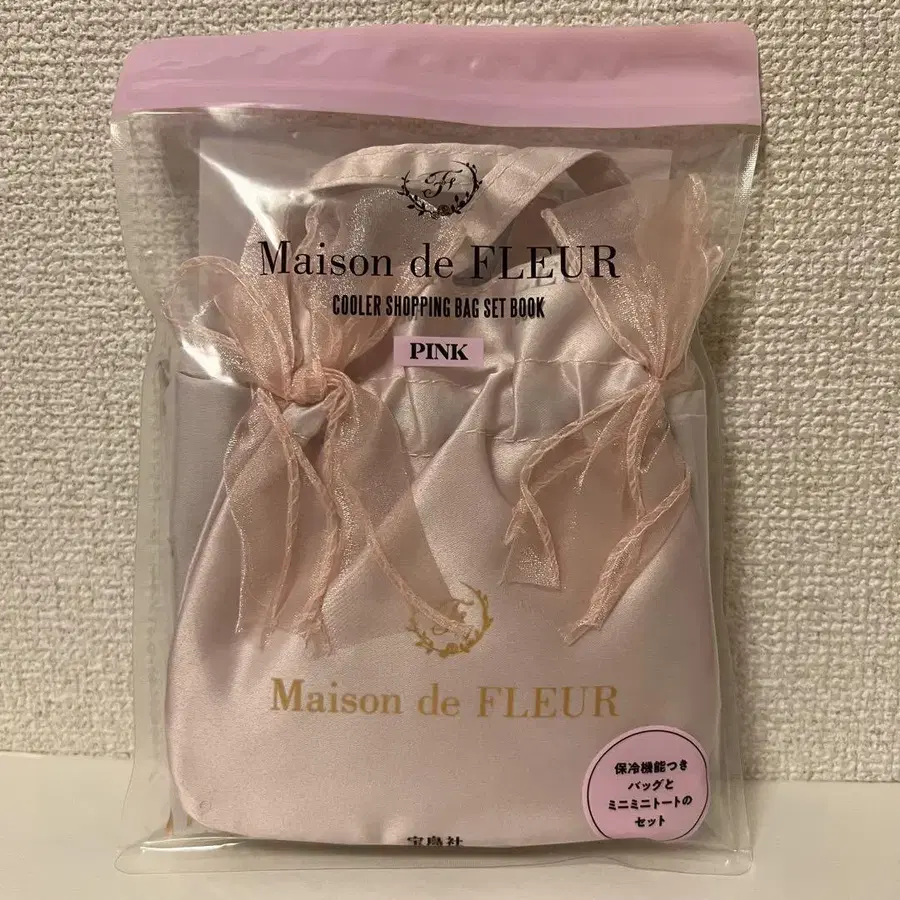 Maison de FLEUR
COOLER SHOPPING BAG SET BOOK
PINK
Maison de FLEUR
保冷機能つき
バッグと
ミニミニトートの
セット
宝島社